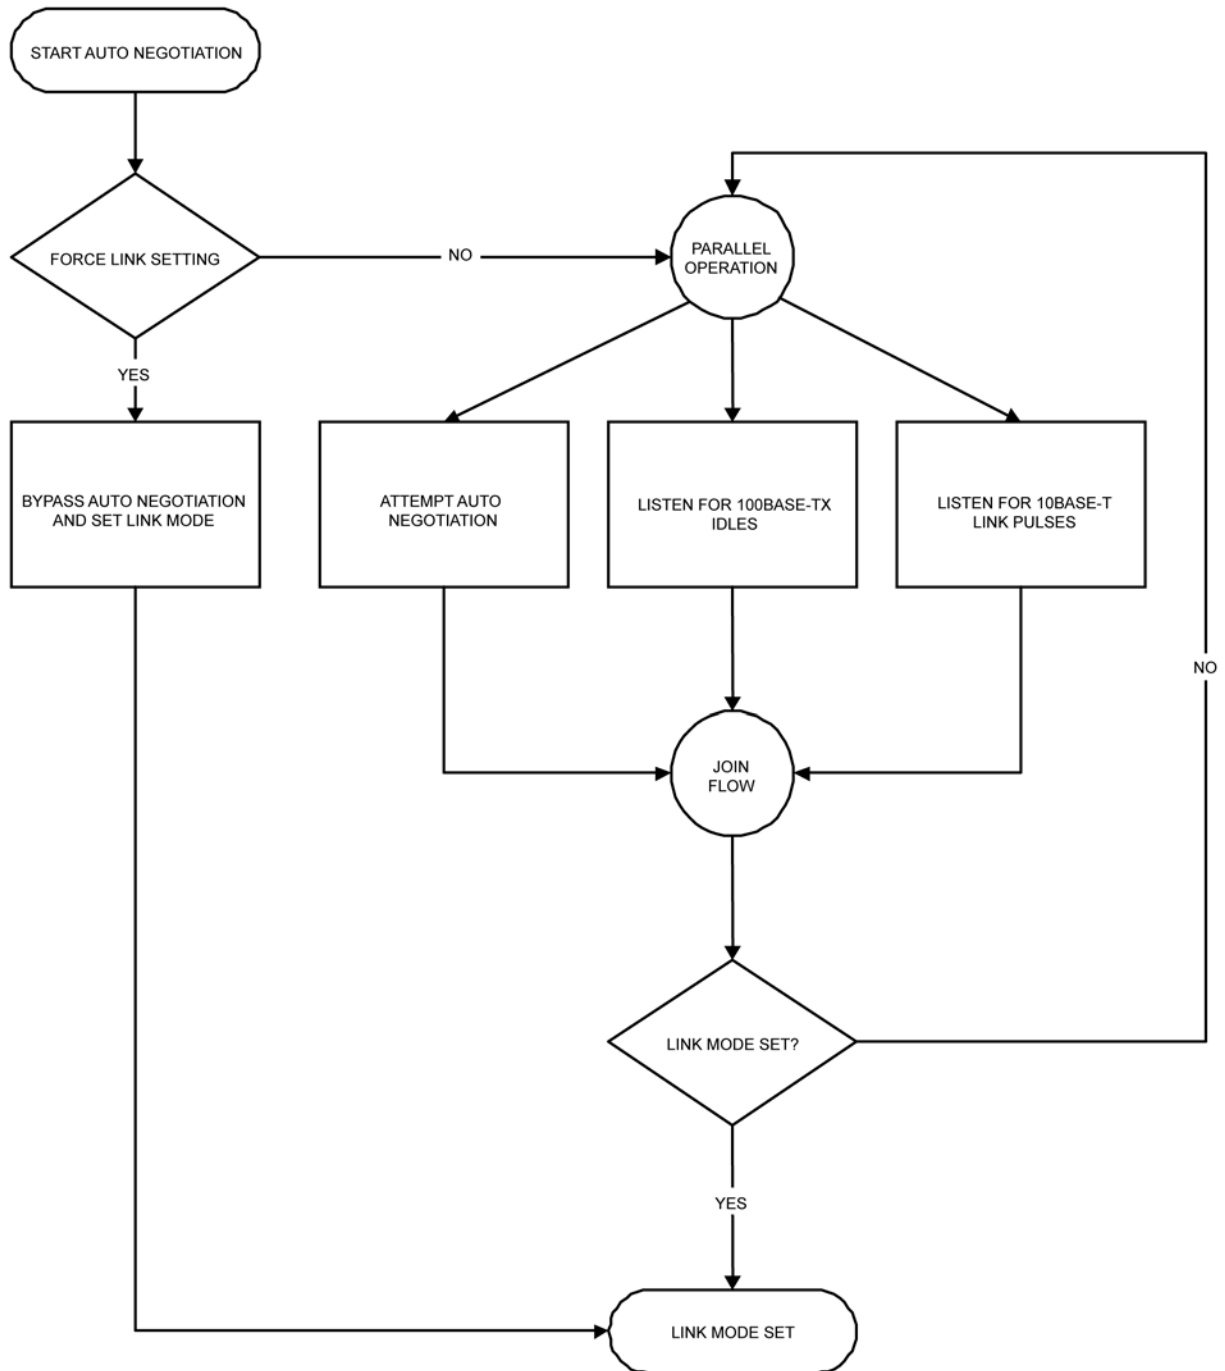 START AUTO NEGOTIATION
FORCE LINK SETTING
NO
PARALLEL
OPERATION
YES
BYPASS AUTO NEGOTIATION
AND SET LINK MODE
ATTEMPT AUTO
NEGOTIATION
LISTEN FOR 100BASE-TX
IDLES
LISTEN FOR 10BASE-T
LINK PULSES
NO
JOIN
FLOW
LINK MODE SET?
YES
LINK MODE SET